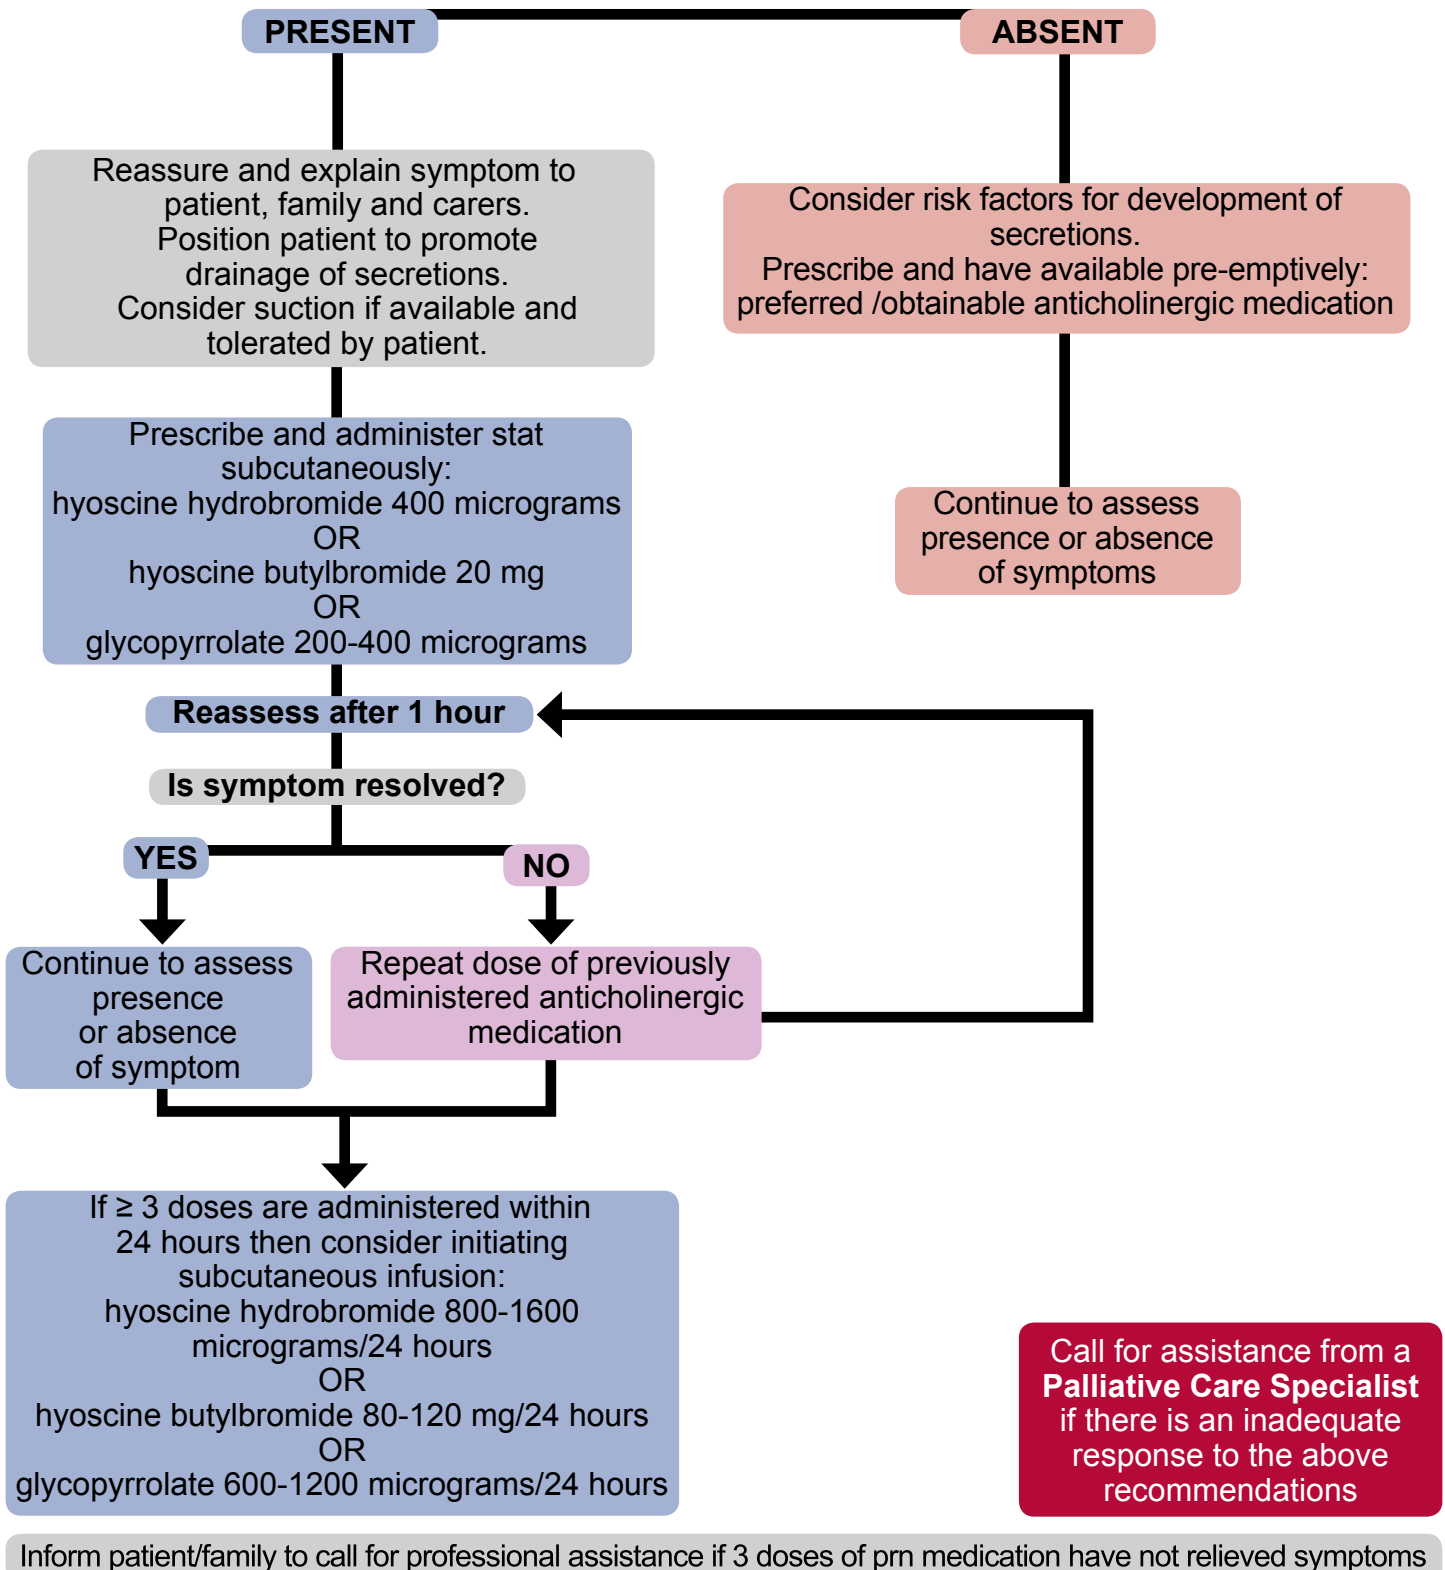 PRESENT
ABSENT
Reassure and explain symptom to
patient, family and carers.
Position patient to promote
drainage of secretions.
Consider suction if available and
tolerated by patient.
Consider risk factors for development of
secretions.
Prescribe and have available pre-emptively:
preferred /obtainable anticholinergic medication
Prescribe and administer stat
subcutaneously:
hyoscine hydrobromide 400 micrograms
OR
hyoscine butylbromide 20 mg
OR
glycopyrrolate 200-400 micrograms
Continue to assess
presence or absence
of symptoms
Reassess after 1 hour
Is symptom resolved?
YES
NO
Continue to assess
presence
or absence
of symptom
Repeat dose of previously
administered anticholinergic
medication
If ≥ 3 doses are administered within
24 hours then consider initiating
subcutaneous infusion:
hyoscine hydrobromide 800-1600
micrograms/24 hours
OR
hyoscine butylbromide 80-120 mg/24 hours
OR
glycopyrrolate 600-1200 micrograms/24 hours
Call for assistance from a
Palliative Care Specialist
if there is an inadequate
response to the above
recommendations
Inform patient/family to call for professional assistance if 3 doses of prn medication have not relieved symptoms